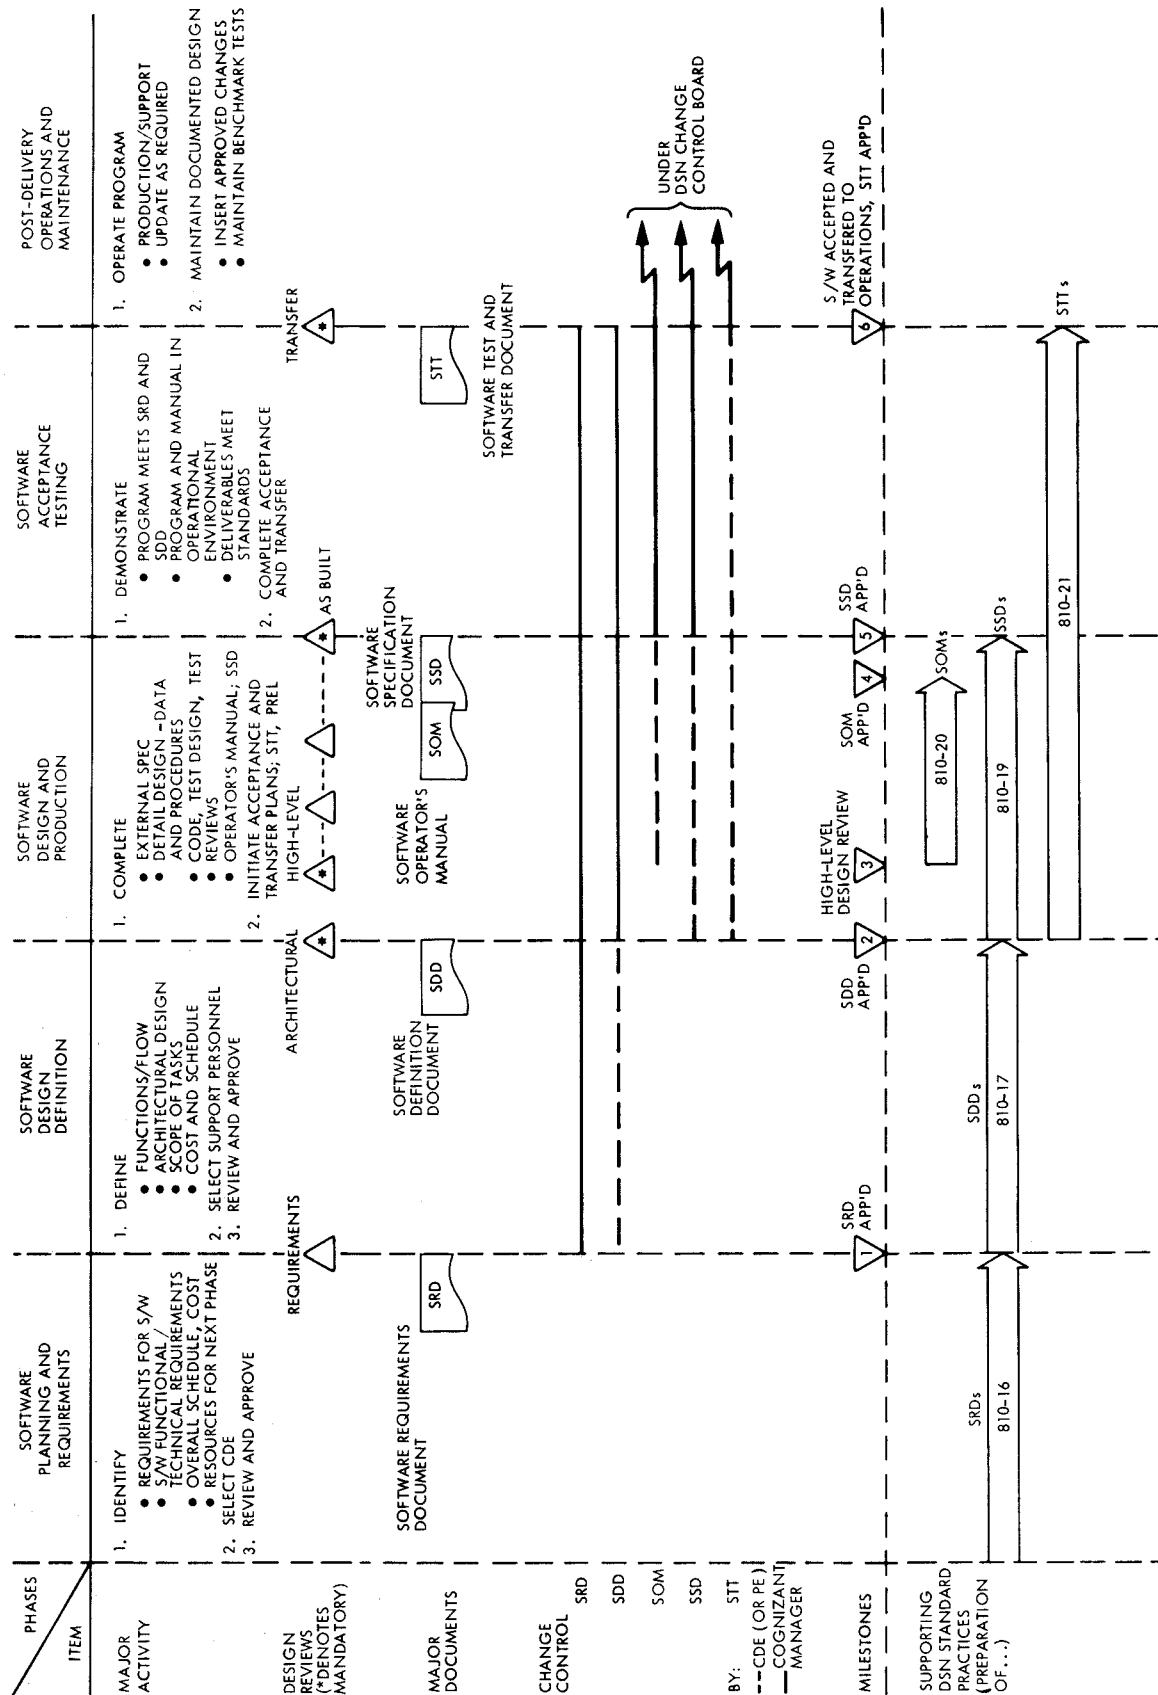 PHASES
ITEM
SOFTWARE
PLANNING AND
REQUIREMENTS
SOFTWARE
DESIGN
DEFINITION
SOFTWARE
DESIGN AND
PRODUCTION
SOFTWARE
ACCEPTANCE
TESTING
POST-DELIVERY
OPERATIONS AND
MAINTENANCE
MAJOR
ACTIVITY
1. IDENTIFY
• REQUIREMENTS FOR S/W
• S/W FUNCTIONAL/
TECHNICAL REQUIREMENTS
• OVERALL SCHEDULE, COST
• RESOURCES FOR NEXT PHASE
2. SELECT CDE
3. REVIEW AND APPROVE
1. DEFINE
• FUNCTIONS/FLOW
• ARCHITECTURAL DESIGN
• SCOPE OF TASKS
• COST AND SCHEDULE
2. SELECT SUPPORT PERSONNEL
3. REVIEW AND APPROVE
1. COMPLETE
• EXTERNAL SPEC
• DETAIL DESIGN -DATA
AND PROCEDURES
• CODE, TEST DESIGN, TEST
• REVIEWS
• OPERATOR'S MANUAL; SSD
2. INITIATE ACCEPTANCE AND
TRANSFER PLANS; STT, PREL
1. DEMONSTRATE
• PROGRAM MEETS SRD AND
SDD
• PROGRAM AND MANUAL IN
OPERATIONAL
ENVIRONMENT
• DELIVERABLES MEET
STANDARDS
2. COMPLETE ACCEPTANCE
AND TRANSFER
1. OPERATE PROGRAM
• PRODUCTION/SUPPORT
• UPDATE AS REQUIRED
2. MAINTAIN DOCUMENTED DESIGN
• INSERT APPROVED CHANGES
• MAINTAIN BENCHMARK TESTS
DESIGN
REVIEWS
(*DENOTES
MANDATORY)
REQUIREMENTS
ARCHITECTURAL
*
HIGH-LEVEL
*
AS BUILT
*
TRANSFER
*
MAJOR
DOCUMENTS
SOFTWARE REQUIREMENTS
DOCUMENT
SRD
SOFTWARE
DEFINITION
DOCUMENT
SDD
SOFTWARE
OPERATOR'S
MANUAL
SOM
SOFTWARE
SPECIFICATION
DOCUMENT
SSD
STT
SOFTWARE TEST AND
TRANSFER DOCUMENT
CHANGE
CONTROL
SRD
SDD
SOM
SSD
STT
UNDER
DSN CHANGE
CONTROL BOARD
BY:
-- CDE (OR PE)
— COGNIZANT
MANAGER
MILESTONES
SRD
APP'D
1
SDD
APP'D
2
HIGH-LEVEL
DESIGN REVIEW
3
SOM
APP'D
4
SSD
APP'D
5
S/W ACCEPTED AND
TRANSFERED TO
OPERATIONS, STT APP'D
6
SUPPORTING
DSN STANDARD
PRACTICES
(PREPARATION
OF...)
SRDs
810-16
SDDs
810-17
810-20
SOMs
810-19
SSDs
810-21
STTs